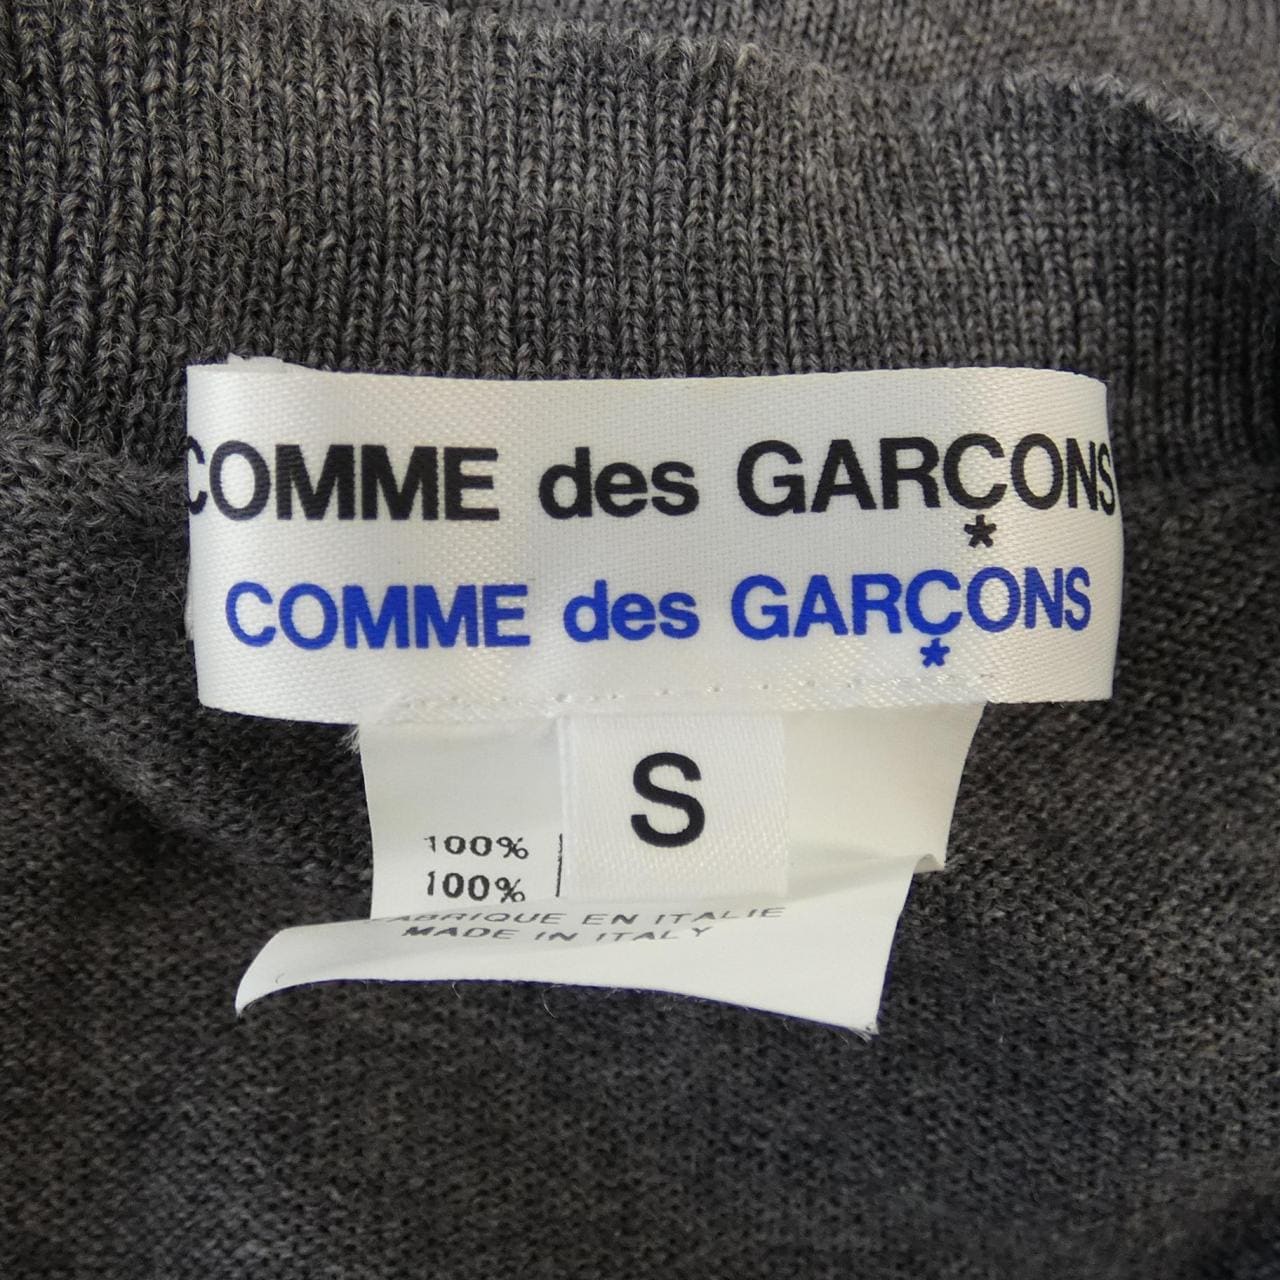 COMME des GARÇONS
*
COMME des GARÇONS
*
S
100%
100%
FABRIQUE EN ITALIE
MADE IN ITALY